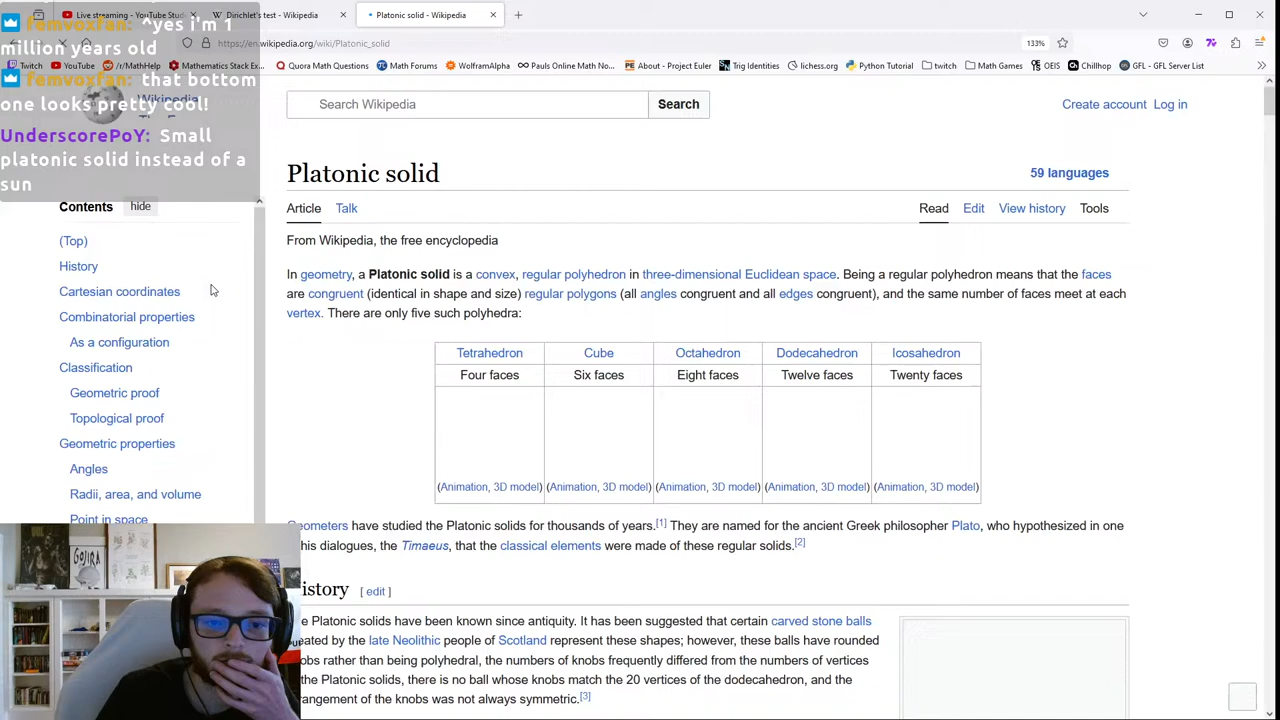 Live streaming - YouTube Stud
Dirichlet's test - Wikipedia
Platonic solid - Wikipedia
https://en.wikipedia.org/wiki/Platonic_solid
133%
Twitch
YouTube
/r/MathHelp
Mathematics Stack Ex...
Quora Math Questions
Math Forums
WolframAlpha
Pauls Online Math No...
About - Project Euler
Trig Identities
lichess.org
Python Tutorial
twitch
Math Games
OEIS
Chillhop
GFL - GFL Server List
femvoxfan: ^yes i'm 1
million years old
femvoxfan: that bottom
one looks pretty cool!
UnderscorePoY: Small
platonic solid instead of a
sun
Search Wikipedia
Search
Create account
Log in
Contents
hide
(Top)
History
Cartesian coordinates
Combinatorial properties
As a configuration
Classification
Geometric proof
Topological proof
Geometric properties
Angles
Radii, area, and volume
Point in space
Platonic solid
59 languages
Article
Talk
Read
Edit
View history
Tools
From Wikipedia, the free encyclopedia
In geometry, a Platonic solid is a convex, regular polyhedron in three-dimensional Euclidean space. Being a regular polyhedron means that the faces
are congruent (identical in shape and size) regular polygons (all angles congruent and all edges congruent), and the same number of faces meet at each
vertex. There are only five such polyhedra:
Tetrahedron Cube Octahedron Dodecahedron Icosahedron
Four faces Six faces Eight faces Twelve faces Twenty faces
(Animation, 3D model) (Animation, 3D model) (Animation, 3D model) (Animation, 3D model) (Animation, 3D model)
Geometers have studied the Platonic solids for thousands of years.[1] They are named for the ancient Greek philosopher Plato, who hypothesized in one
his dialogues, the Timaeus, that the classical elements were made of these regular solids.[2]
istory [ edit ]
e Platonic solids have been known since antiquity. It has been suggested that certain carved stone balls
eated by the late Neolithic people of Scotland represent these shapes; however, these balls have rounded
obs rather than being polyhedral, the numbers of knobs frequently differed from the numbers of vertices
the Platonic solids, there is no ball whose knobs match the 20 vertices of the dodecahedron, and the
rangement of the knobs was not always symmetric.[3]
GOJIRA